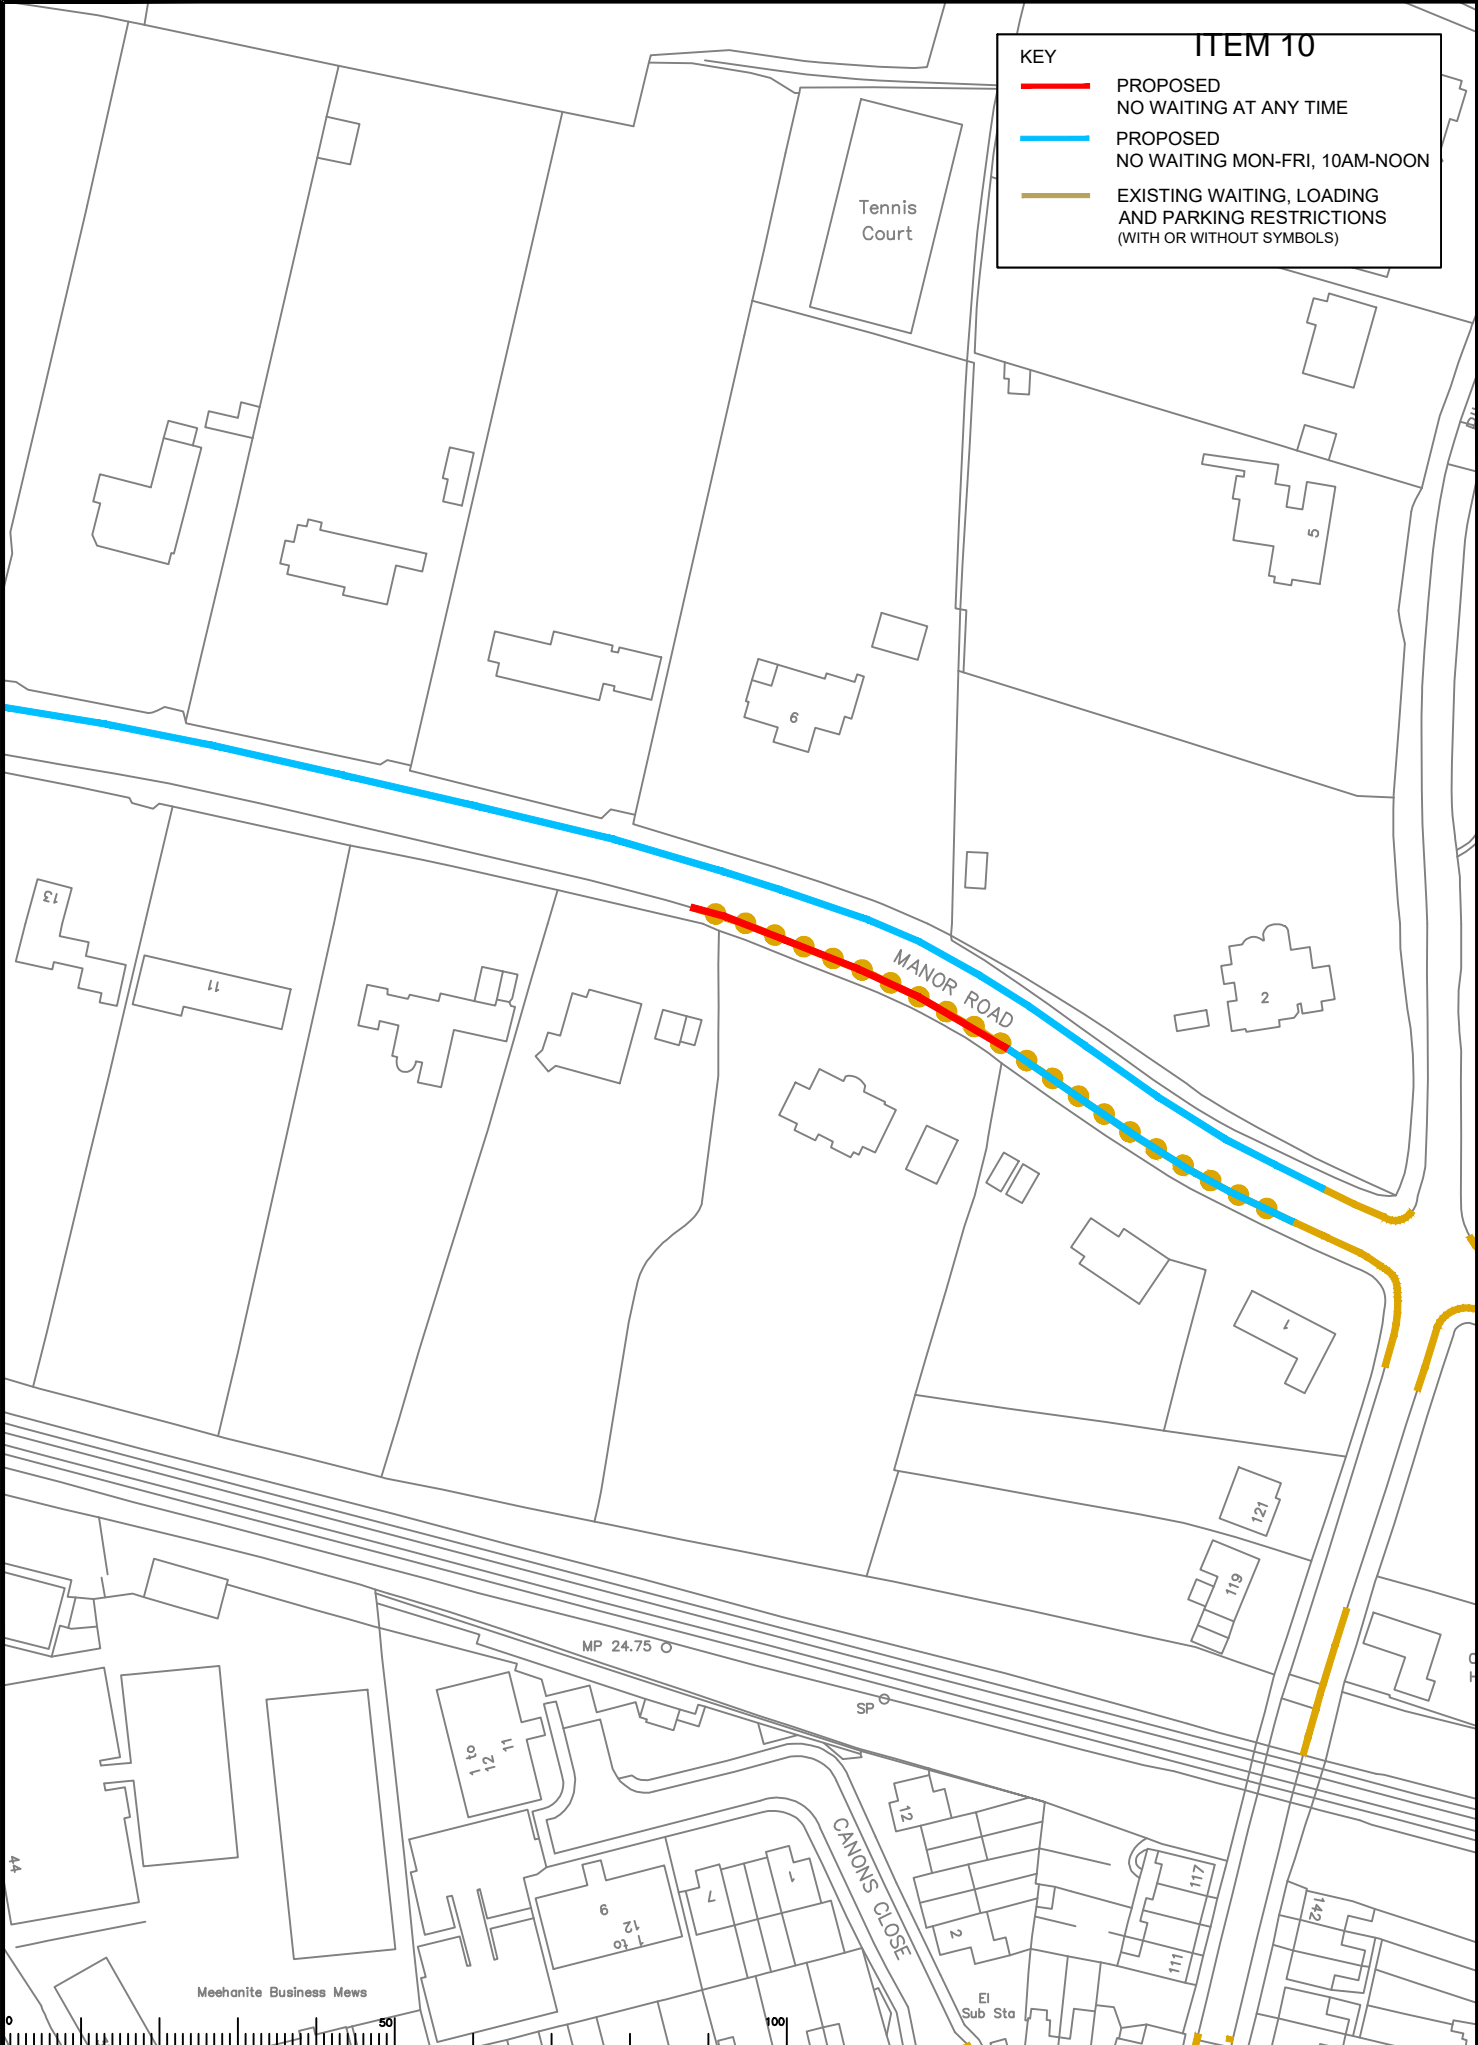 ITEM 10
KEY
PROPOSED
NO WAITING AT ANY TIME
PROPOSED
NO WAITING MON-FRI, 10AM-NOON
EXISTING WAITING, LOADING
AND PARKING RESTRICTIONS
(WITH OR WITHOUT SYMBOLS)
Tennis
Court
5
9
MANOR ROAD
13
11
2
1
121
119
MP 24.75
SP
1 to
12
11
CANONS CLOSE
12
117
44
7
1
9
1 to
12
2
142
111
Meehanite Business Mews
El
Sub Sta
0
50
100